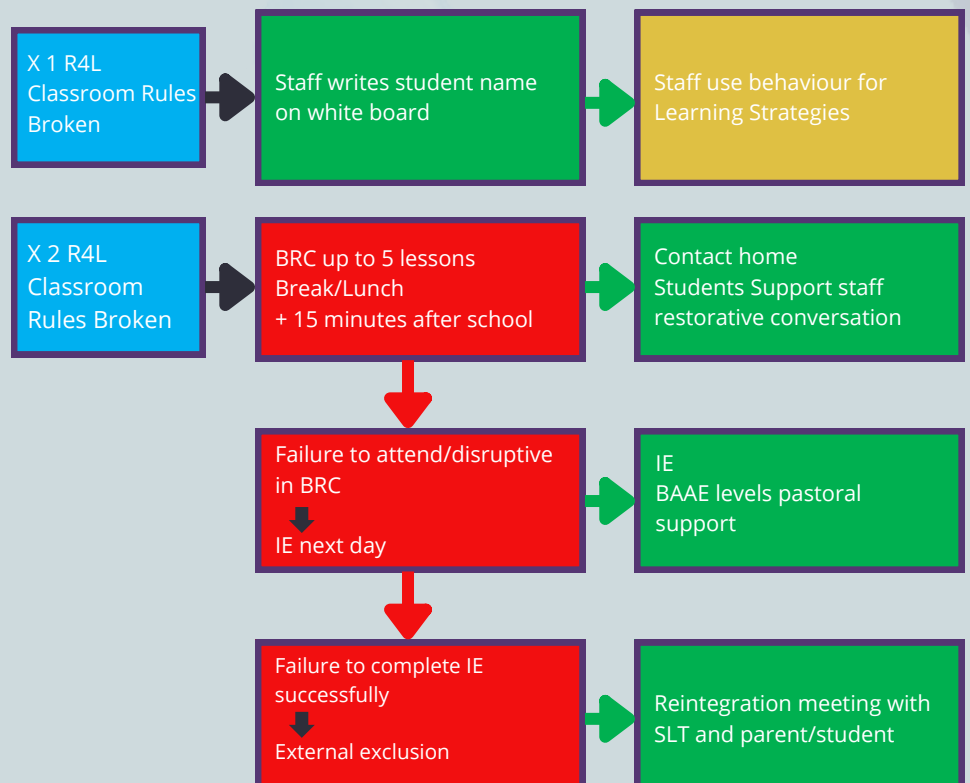 X 1 R4L
Classroom Rules
Broken
Staff writes student name
on white board
Staff use behaviour for
Learning Strategies
X 2 R4L
Classroom
Rules Broken
BRC up to 5 lessons
Break/Lunch
+ 15 minutes after school
Contact home
Students Support staff
restorative conversation
Failure to attend/disruptive
in BRC
IE next day
IE
BAAE levels pastoral
support
Failure to complete IE
successfully
External exclusion
Reintegration meeting with
SLT and parent/student